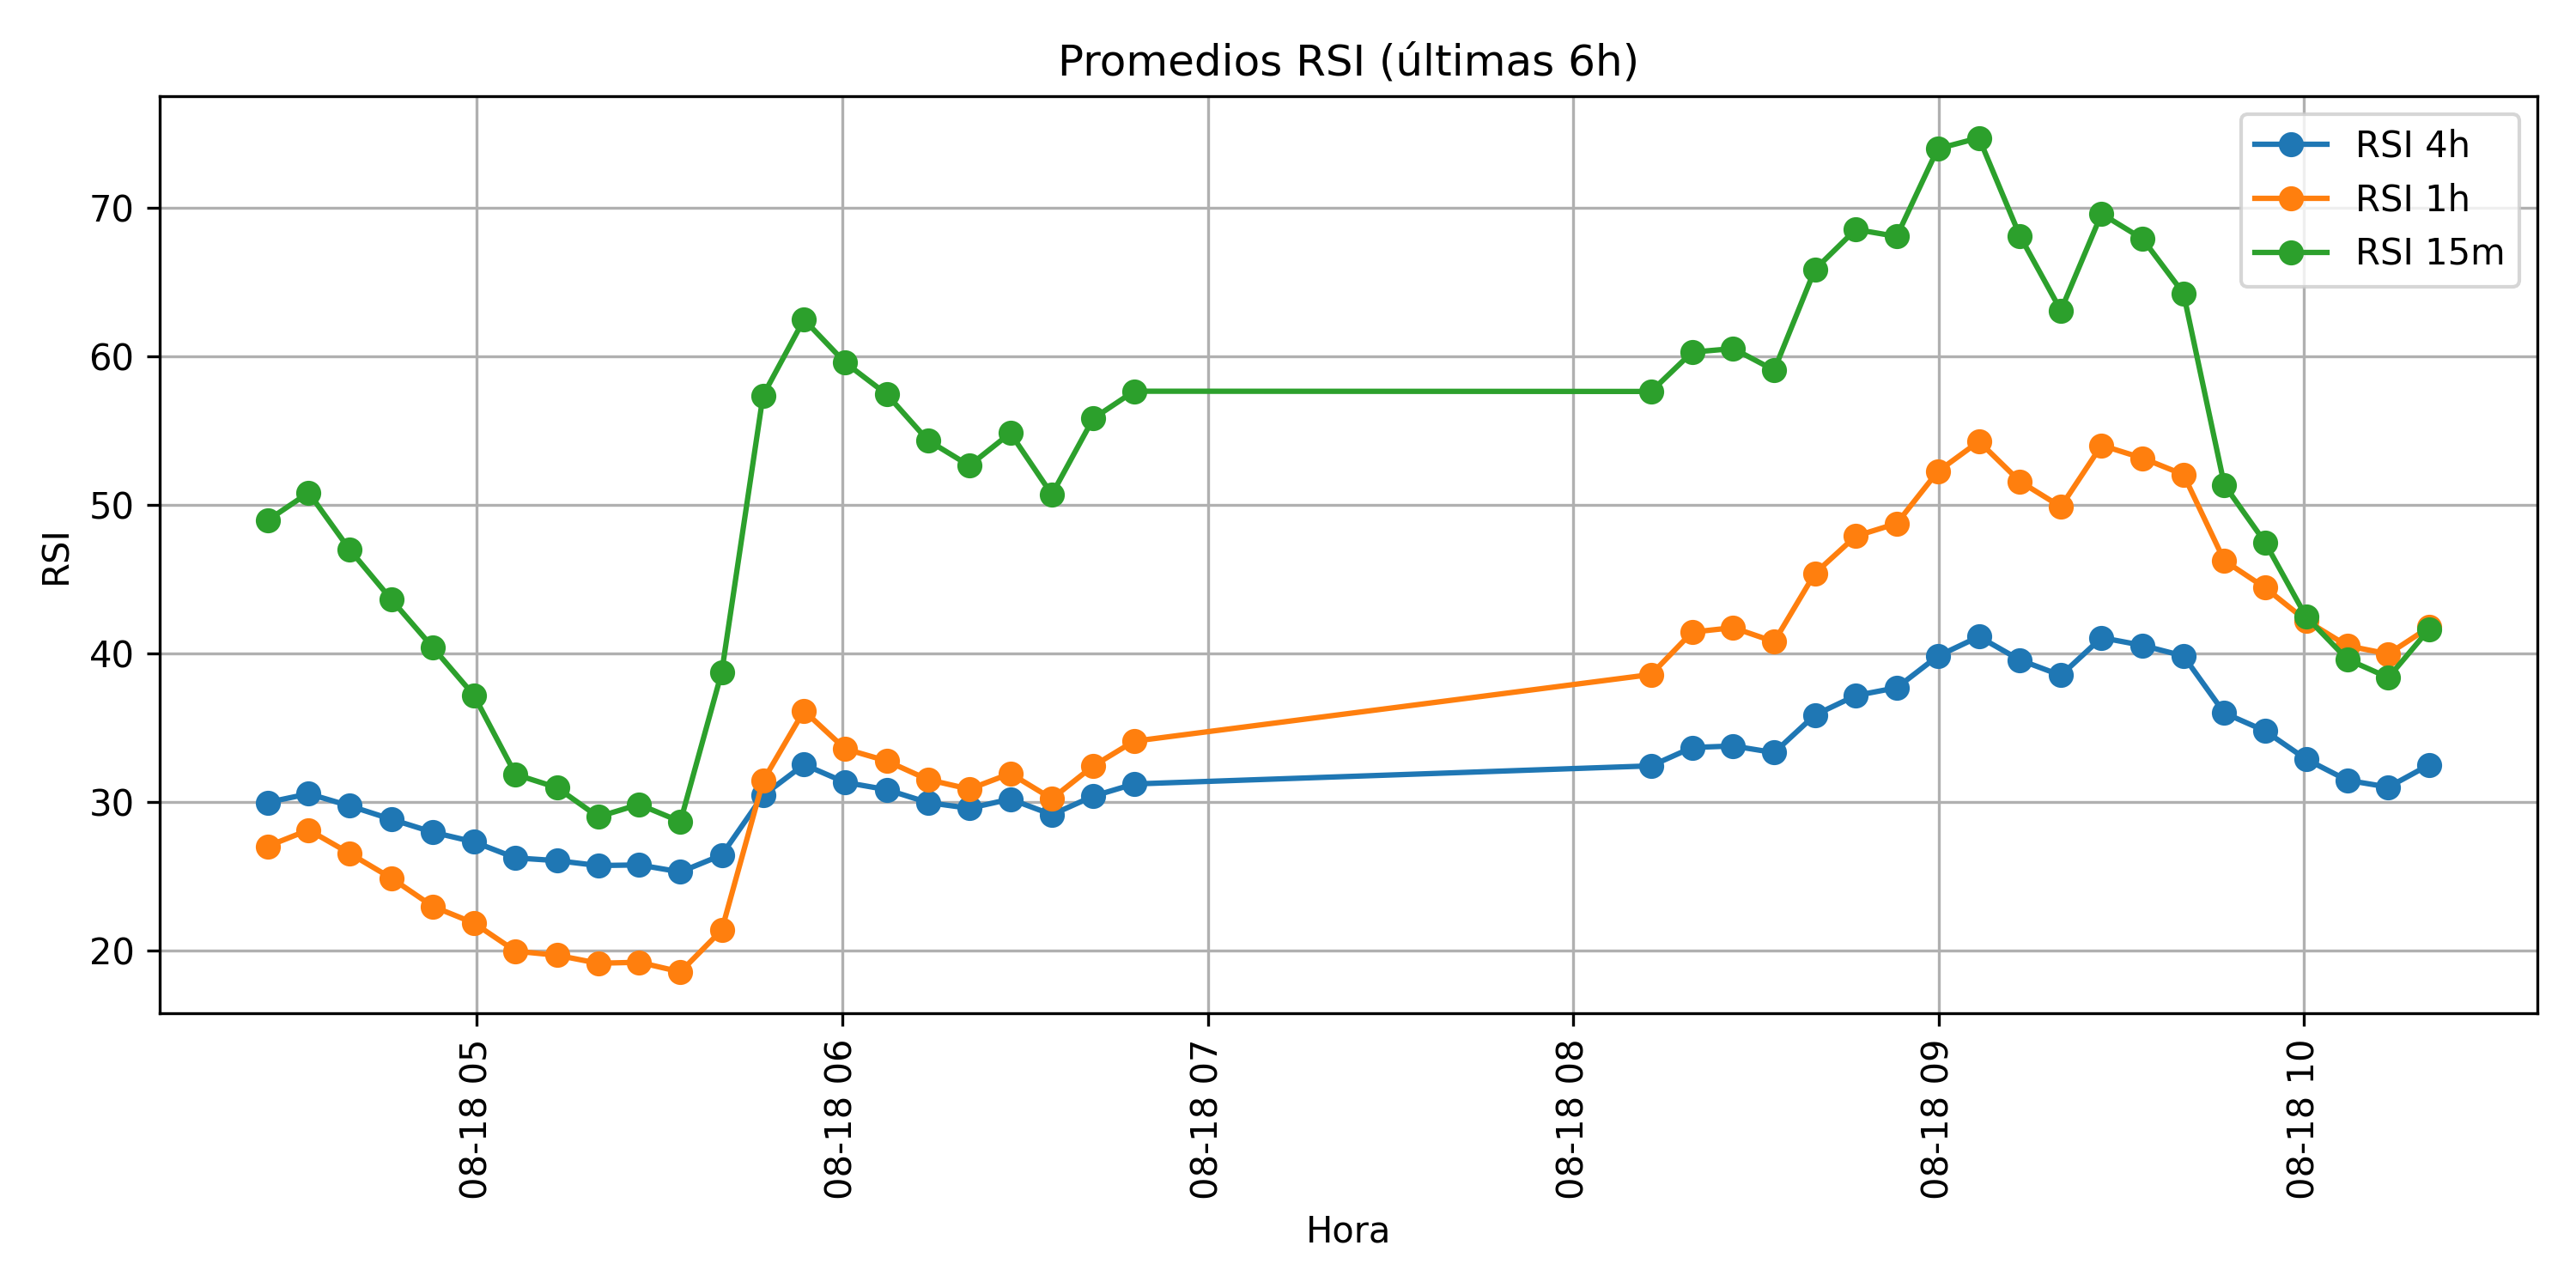 Promedios RSI (últimas 6h)
RSI 4h
RSI 1h
RSI 15m
RSI
70
60
50
40
30
20
08-18 05
08-18 06
08-18 07
08-18 08
08-18 09
08-18 10
Hora